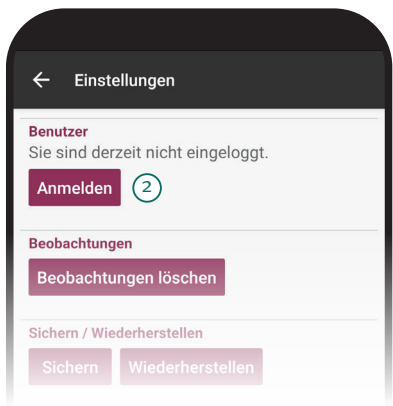 Einstellungen
Benutzer
Sie sind derzeit nicht eingeloggt.
Anmelden 2
Beobachtungen
Beobachtungen löschen
Sichern / Wiederherstellen
Sichern Wiederherstellen